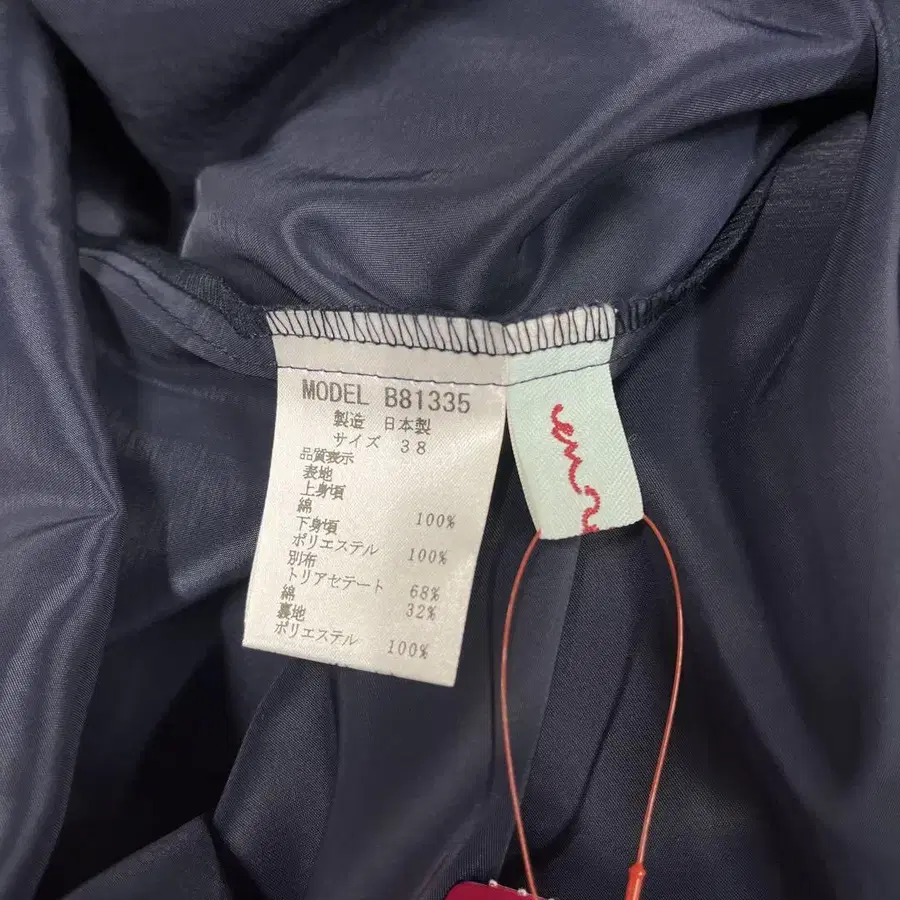 MODEL B81335
製造 日本製
サイズ 38
品質表示
表地
上身頃
綿 100%
下身頃
ポリエステル 100%
別布
トリアセテート 68%
綿 32%
裏地
ポリエステル 100%